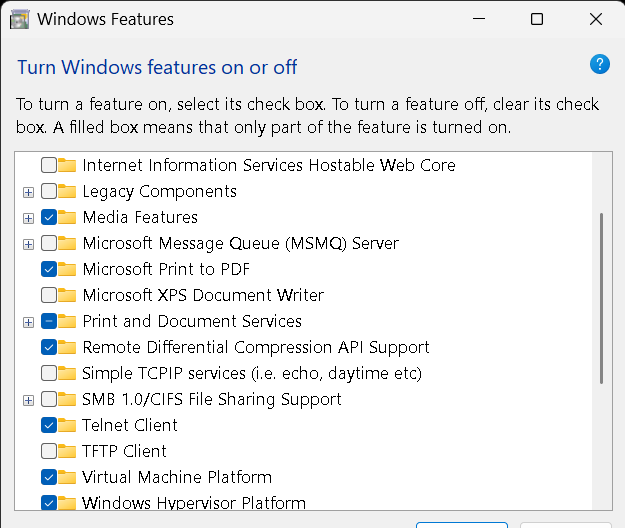 Windows Features
Turn Windows features on or off
?
To turn a feature on, select its check box. To turn a feature off, clear its check
box. A filled box means that only part of the feature is turned on.
Internet Information Services Hostable Web Core
Legacy Components
Media Features
Microsoft Message Queue (MSMQ) Server
Microsoft Print to PDF
Microsoft XPS Document Writer
Print and Document Services
Remote Differential Compression API Support
Simple TCPIP services (i.e. echo, daytime etc)
SMB 1.0/CIFS File Sharing Support
Telnet Client
TFTP Client
Virtual Machine Platform
Windows Hypervisor Platform